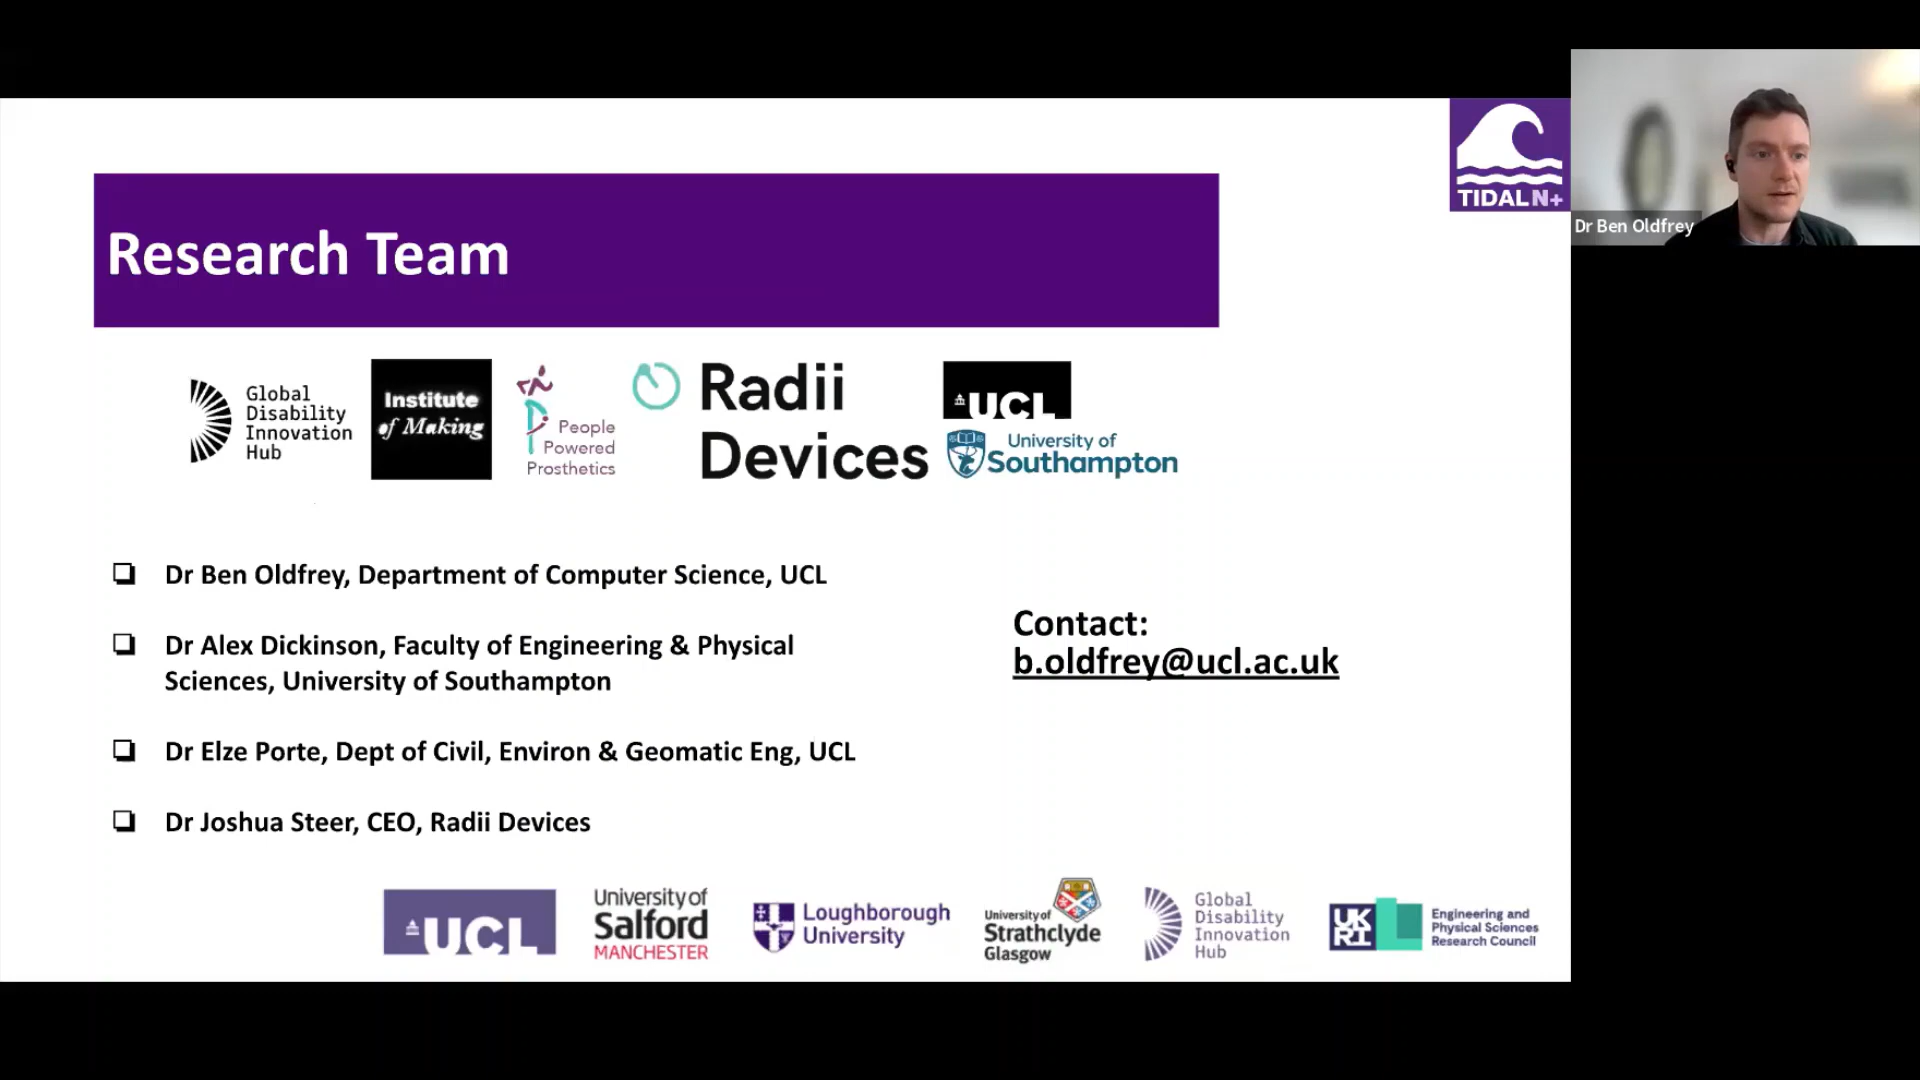 TIDAL N+
Dr Ben Oldfrey
Research Team
Global
Disability
Innovation
Hub
Institute
of Making
People
Powered
Prosthetics
Radii
Devices
UCL
University of
Southampton
Dr Ben Oldfrey, Department of Computer Science, UCL
Dr Alex Dickinson, Faculty of Engineering & Physical
Sciences, University of Southampton
Dr Elze Porte, Dept of Civil, Environ & Geomatic Eng, UCL
Dr Joshua Steer, CEO, Radii Devices
Contact:
b.oldfrey@ucl.ac.uk
UCL
University of
Salford
MANCHESTER
Loughborough
University
University of
Strathclyde
Glasgow
Global
Disability
Innovation
Hub
UK
RI
Engineering and
Physical Sciences
Research Council